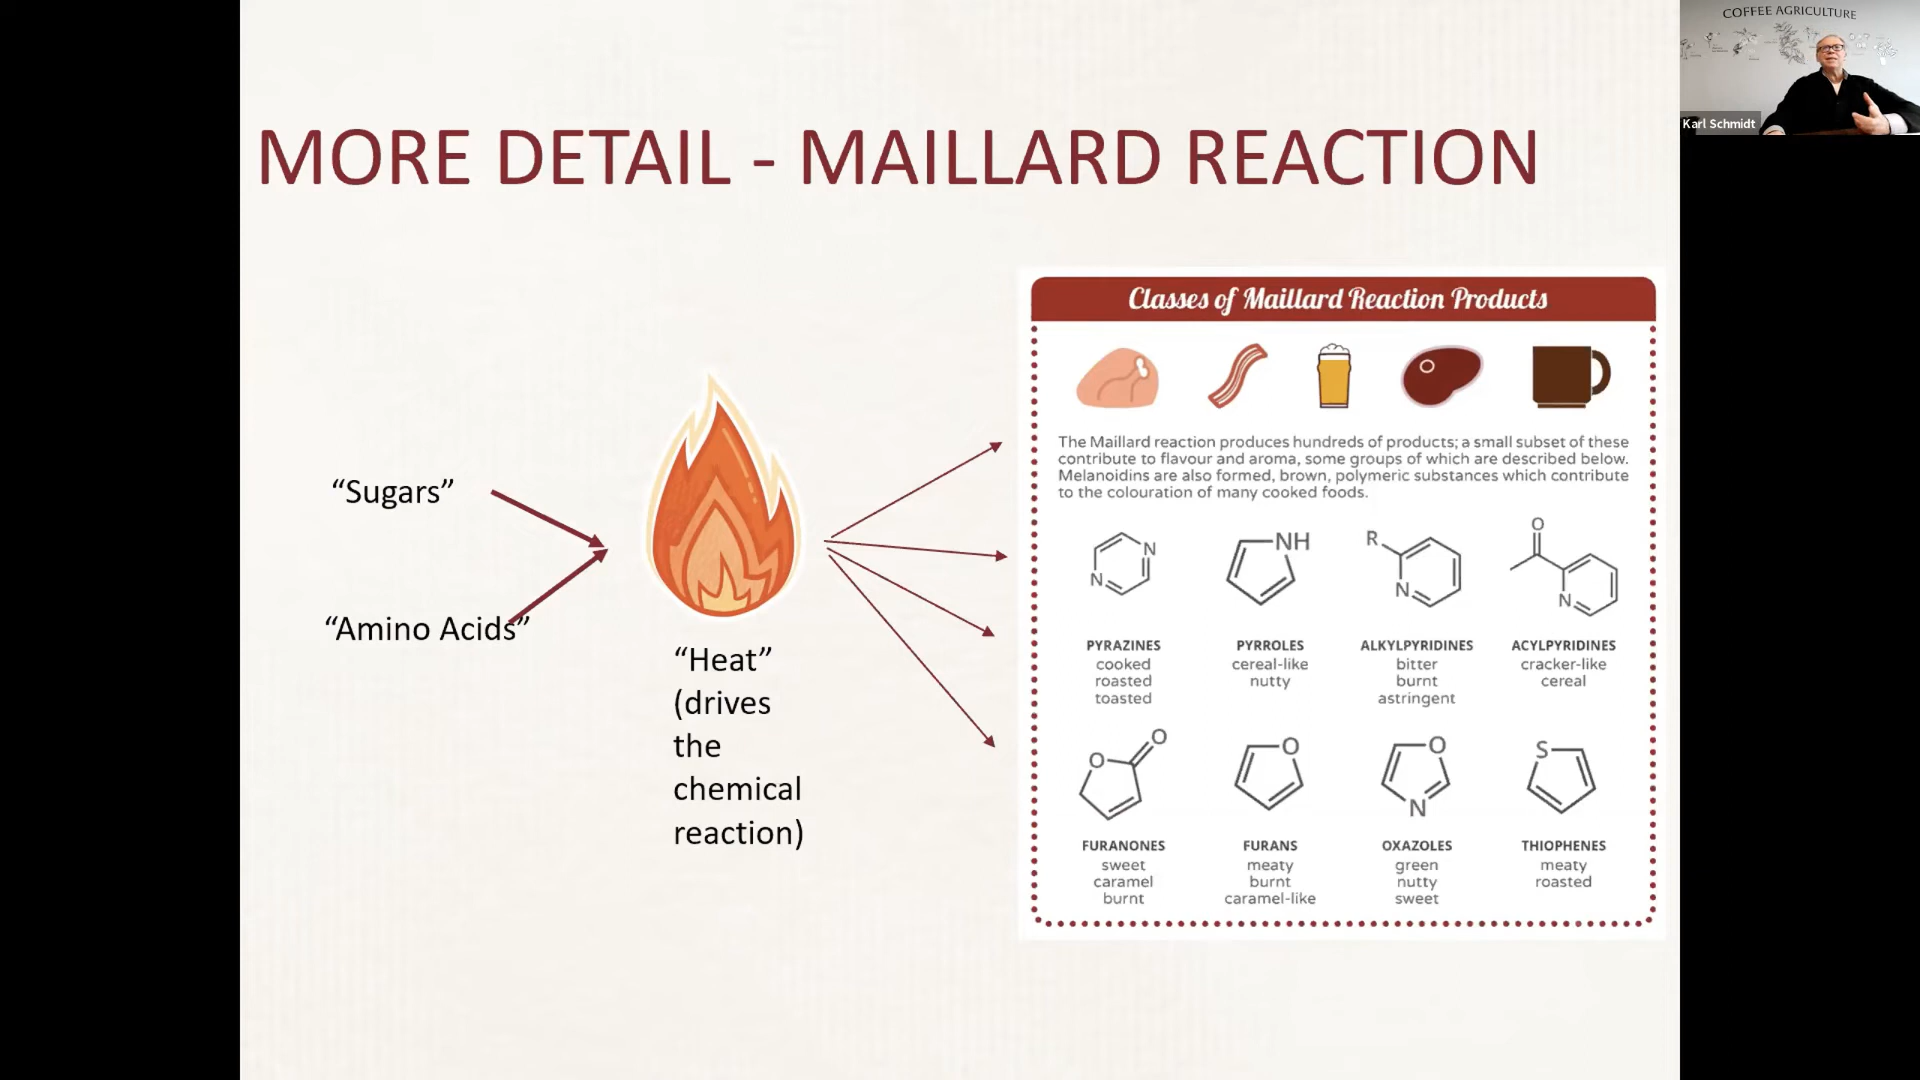 COFFEE AGRICULTURE
Karl Schmidt
MORE DETAIL - MAILLARD REACTION
“Sugars”
“Amino Acids”
“Heat”
(drives
the
chemical
reaction)
Classes of Maillard Reaction Products
The Maillard reaction produces hundreds of products; a small subset of these
contribute to flavour and aroma, some groups of which are described below.
Melanoidins are also formed, brown, polymeric substances which contribute
to the colouration of many cooked foods.
N
N
NH
R
N
O
N
PYRAZINES
cooked
roasted
toasted
PYRROLES
cereal-like
nutty
ALKYLPYRIDINES
bitter
burnt
astringent
ACYLPYRIDINES
cracker-like
cereal
O
O
O
O
N
S
FURANONES
sweet
caramel
burnt
FURANS
meaty
burnt
caramel-like
OXAZOLES
green
nutty
sweet
THIOPHENES
meaty
roasted